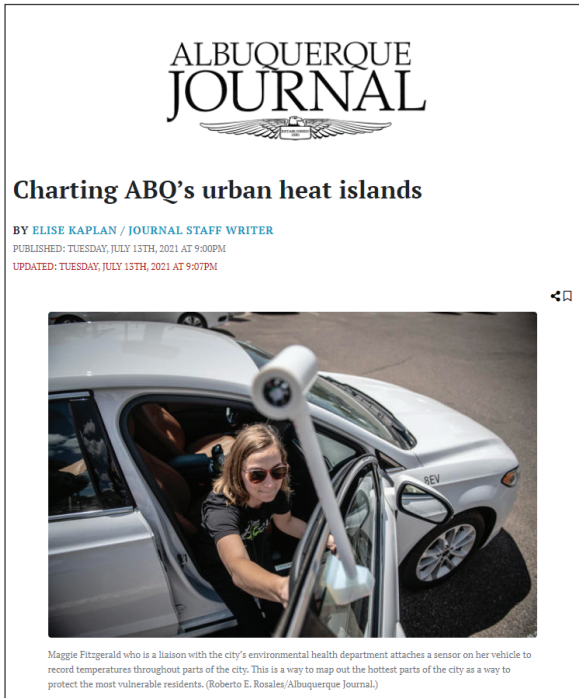 ALBUQUERQUE
JOURNAL
ESTABLISHED
Charting ABQ's urban heat islands
BY ELISE KAPLAN / JOURNAL STAFF WRITER
PUBLISHED: TUESDAY, JULY 13TH, 2021 AT 9:00PM
UPDATED: TUESDAY, JULY 13TH, 2021 AT 9:07PM
BEV
Maggie Fitzgerald who is a liaison with the city's environmental health department attaches a sensor on her vehicle to
record temperatures throughout parts of the city. This is a way to map out the hottest parts of the city as a way to
protect the most vulnerable residents. (Roberto E. Rosales/Albuquerque Journal.)